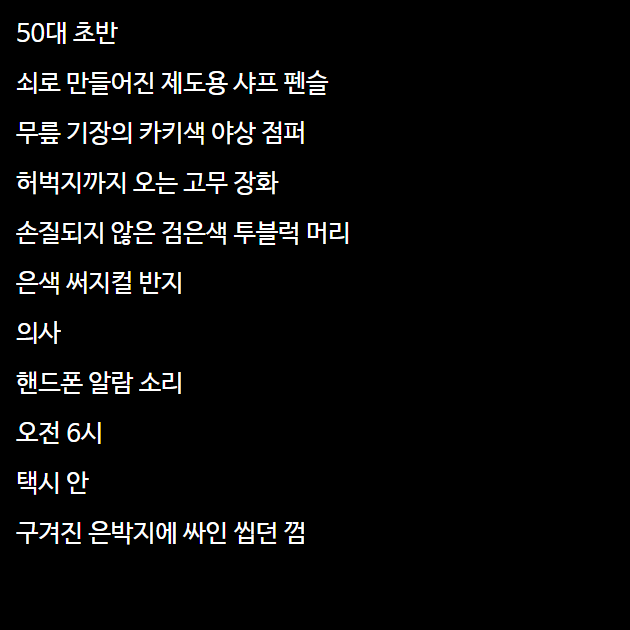 50대 초반
쇠로 만들어진 제도용 샤프 펜슬
무릎 기장의 카키색 야상 점퍼
허벅지까지 오는 고무 장화
손질되지 않은 검은색 투블럭 머리
은색 써지컬 반지
의사
핸드폰 알람 소리
오전 6시
택시 안
구겨진 은박지에 싸인 씹던 껌